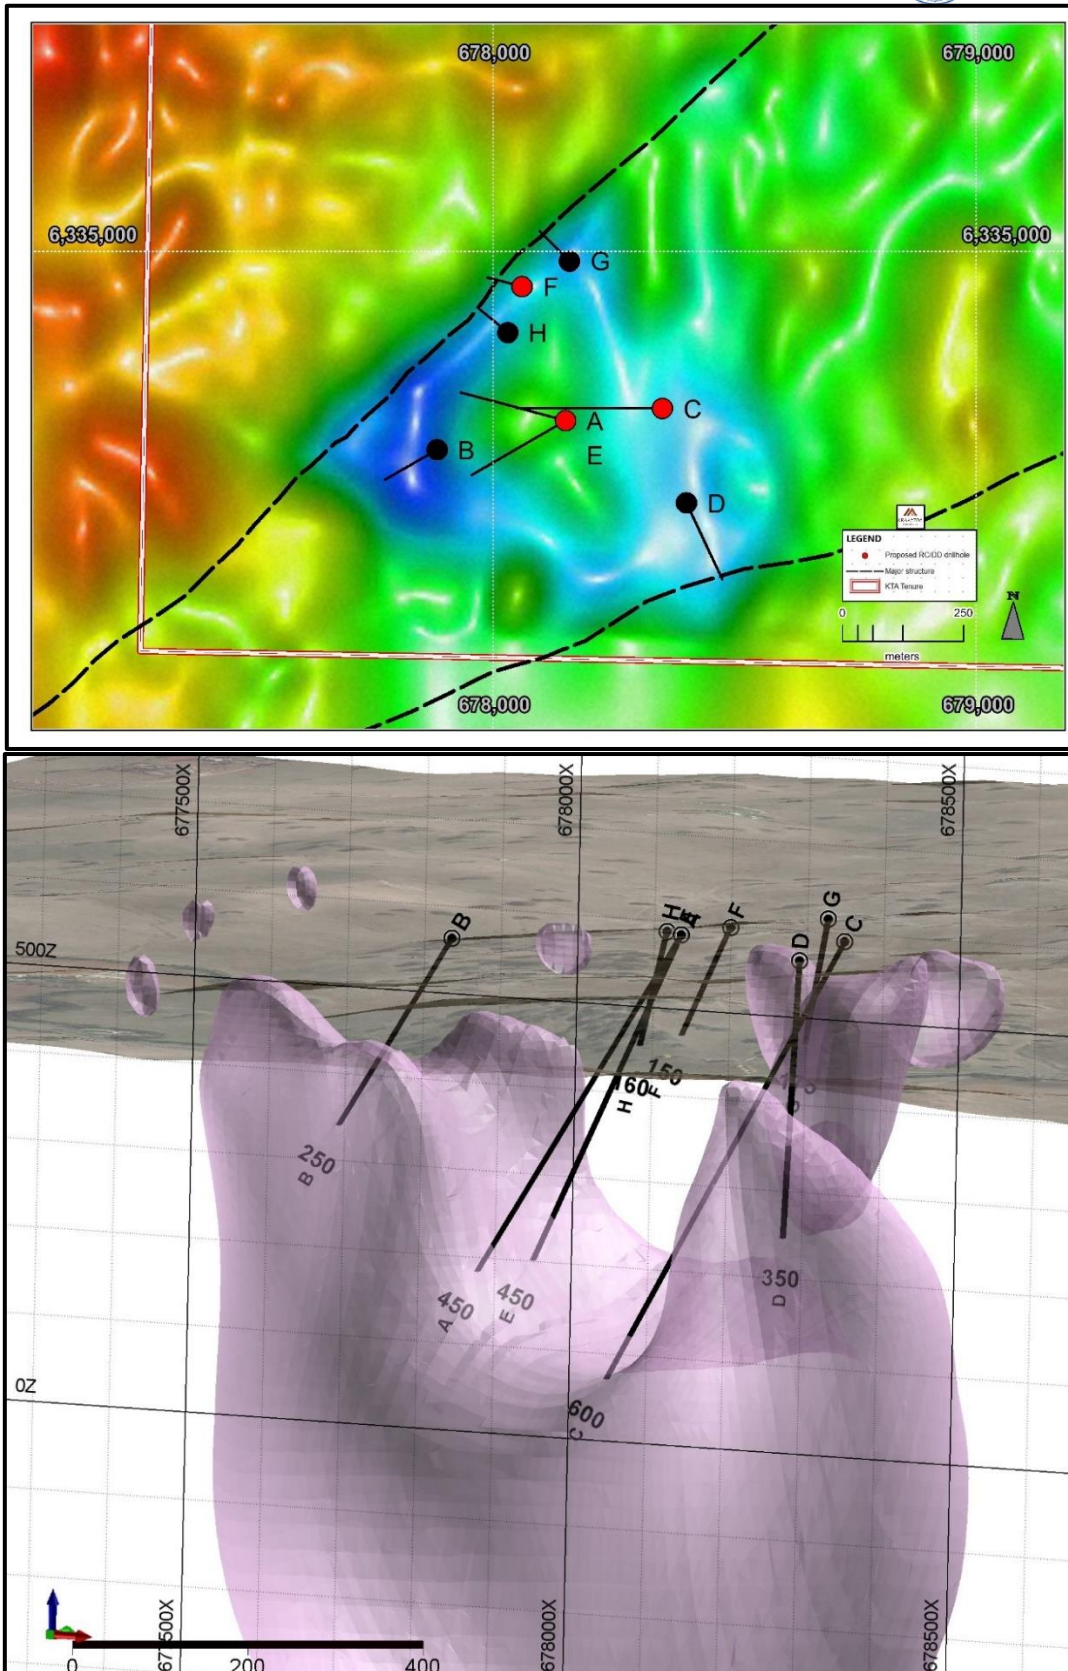 678,000
679,000
6,335,000
6,335,000
G
F
H
A
C
E
B
D
LEGEND
Proposed RC/DD drillhole
Major structure
KTA Tenure
0 250
meters
N
678,000
679,000
677500X
678000X
678500X
500Z
B
H
F
G
C
D
150
F
160
H
250
B
450
A
450
E
350
D
600
C
0Z
677500X
678000X
678500X
0 200 400